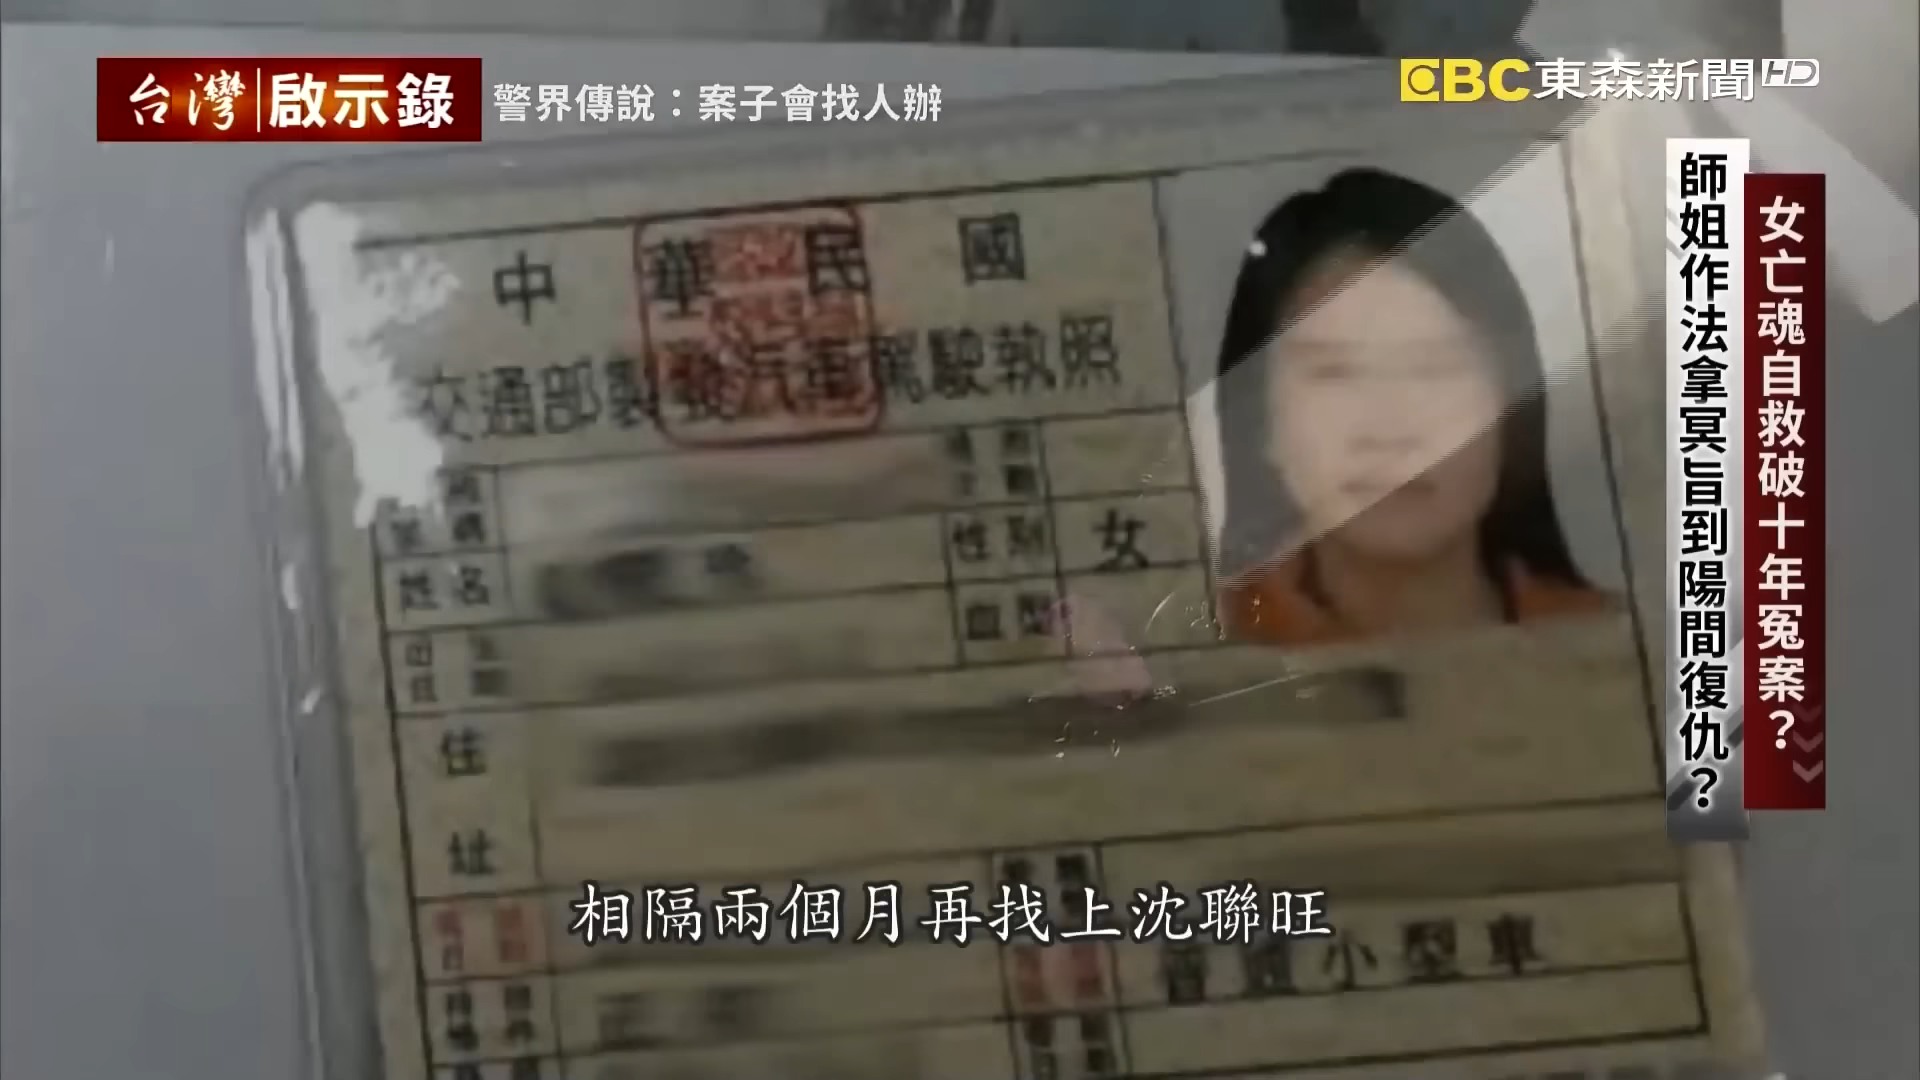 台灣啟示錄
警界傳說：案子會找人辦
EBC東森新聞HD
女亡魂自救破十年冤案？
師姐作法拿冥旨到陽間復仇？
中華民國
交通部製發汽車駕駛執照
性別 女
姓名
血型
住址
普通小型車
相隔兩個月再找上沈聯旺